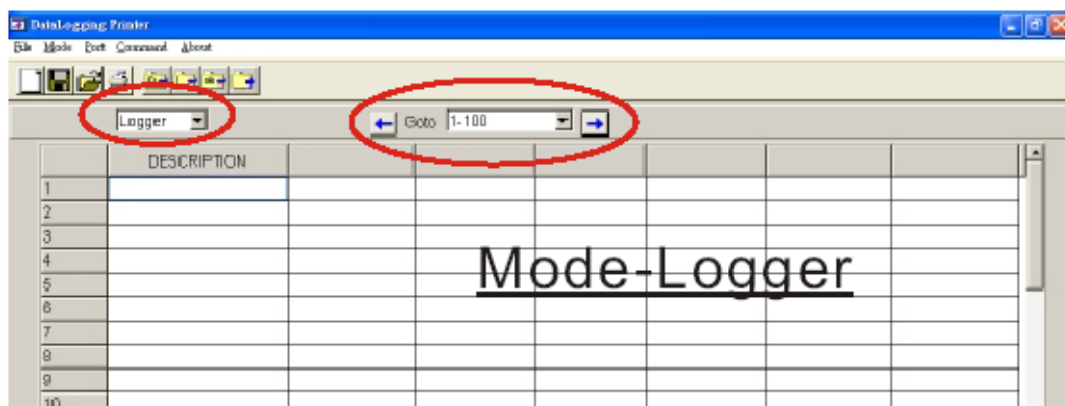 DataLogging Printer
File Mode Port Command About
Logger Goto 1-100
DESCRIPTION
1
2
3
4
Mode-Logger
5
6
7
8
9
10